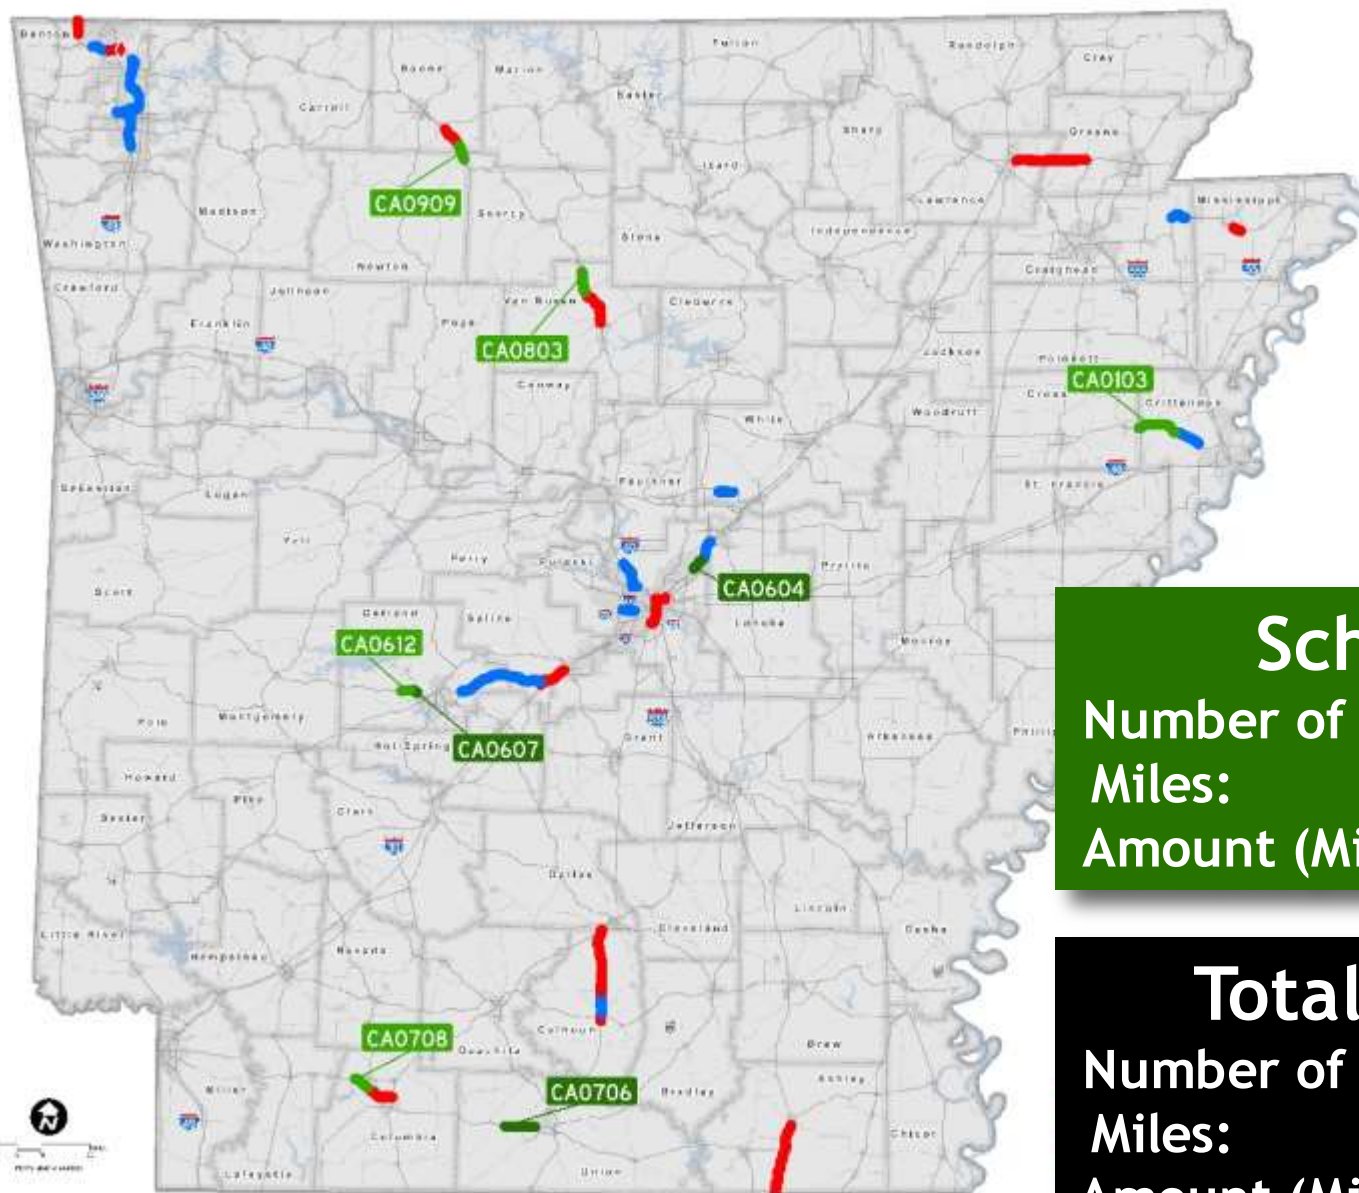 Benton
Fulton
Randolph
Clay
Boone
Marion
Baxter
Carroll
Sharp
Greene
Izard
CA0909
Lawrence
Mississippi
Madison
Searcy
Stone
Independence
Washington
Newton
Craighead
Crawford
Johnson
Van Buren
Cleburne
Franklin
Pope
CA0803
Jackson
Poinsett
CA0103
Conway
Cross
Crittenden
White
Woodruff
Faulkner
St. Francis
Sebastian
Logan
Yell
Perry
Pulaski
Prairie
CA0604
Scott
Garland
Saline
Lonoke
CA0612
Monroe
Sch
Number of
Miles:
Amount (Mi
Polk
Montgomery
Hot Spring
CA0607
Grant
Arkansas
Phillip
Howard
Pike
Clark
Sevier
Jefferson
Dallas
Lincoln
Little River
Hempstead
Nevada
Cleveland
Desha
Total
Number of
Miles:
Calhoun
CA0708
Ouachita
Drew
Miller
CA0706
Bradley
Ashley
N
Columbia
Chicot
Lafayette
Union
Amount (Mi